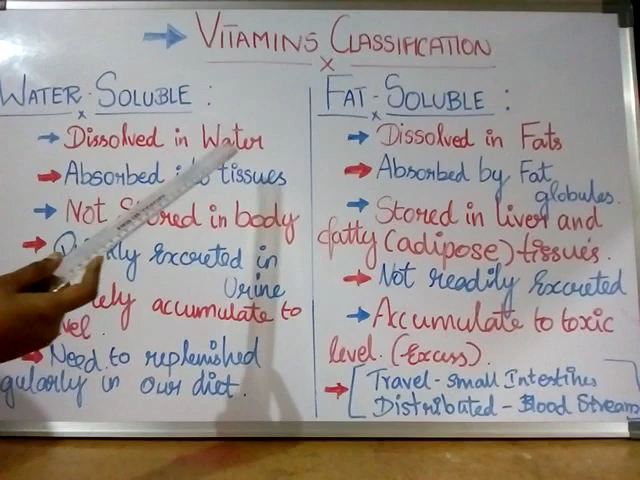 VITAMINS CLASSIFICATION
WATER-SOLUBLE :
Dissolved in Water
Absorbed into tissues
Not Stored in body
Excreted in
Urine
accumulate to
Need to replenished
in our diet.
FAT-SOLUBLE :
Dissolved in Fats
Absorbed by Fat
globules.
Stored in liver and
fatty (adipose) tissues.
Not readily Excreted
Accumulate to toxic
level. (Excess).
Travel - small Intestines
Distributed - Blood Stream